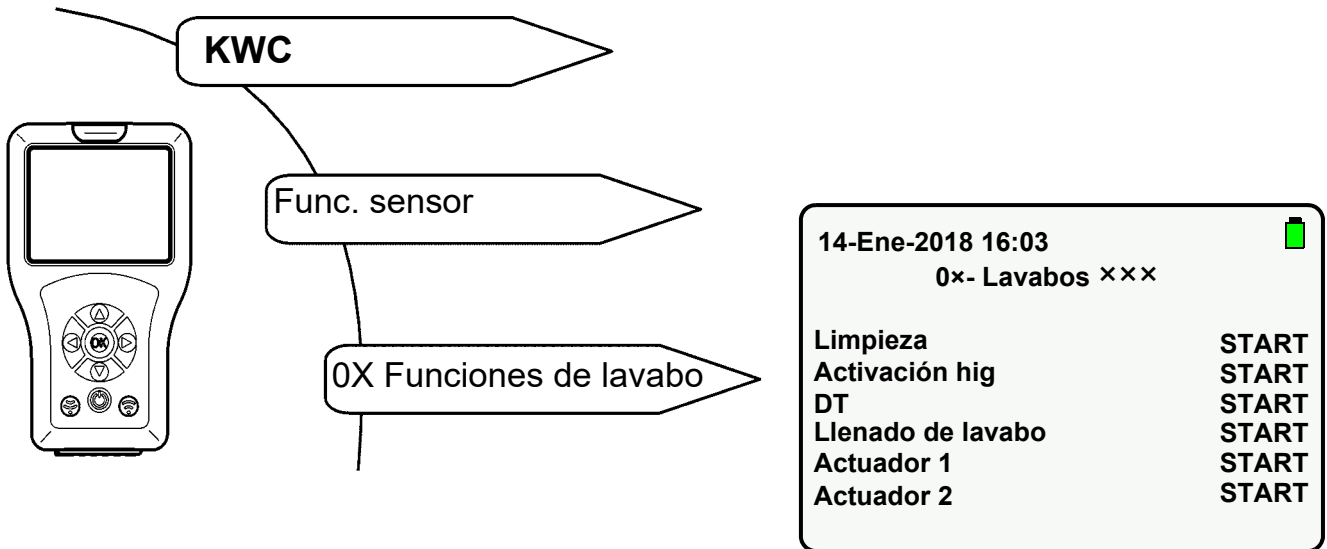 KWC
Func. sensor
0X Funciones de lavabo
OK
14-Ene-2018 16:03
0×- Lavabos ×××
Limpieza START
Activación hig START
DT START
Llenado de lavabo START
Actuador 1 START
Actuador 2 START